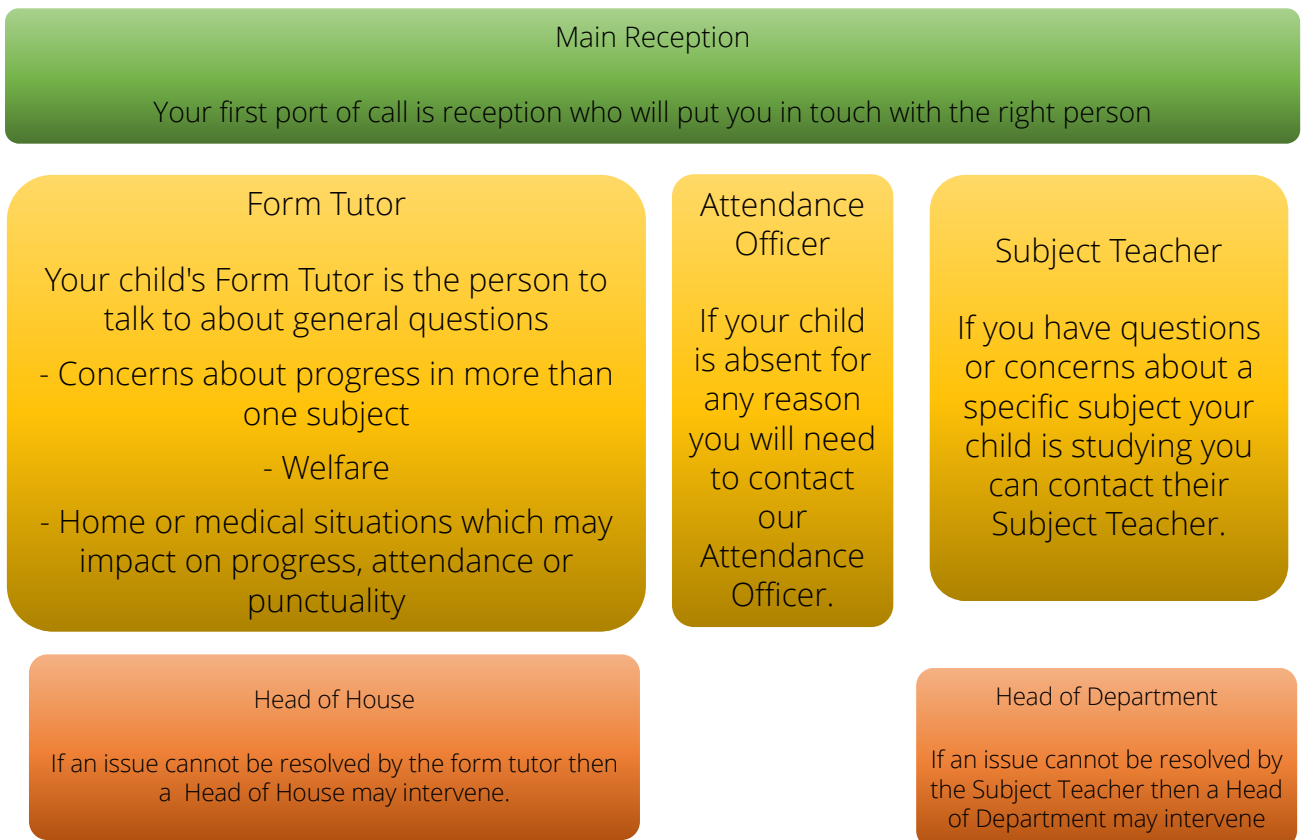 Main Reception
Your first port of call is reception who will put you in touch with the right person
Form Tutor
Your child's Form Tutor is the person to
talk to about general questions
- Concerns about progress in more than
one subject
- Welfare
- Home or medical situations which may
impact on progress, attendance or
punctuality
Attendance
Officer
If your child
is absent for
any reason
you will need
to contact
our
Attendance
Officer.
Subject Teacher
If you have questions
or concerns about a
specific subject your
child is studying you
can contact their
Subject Teacher.
Head of House
If an issue cannot be resolved by the form tutor then
a  Head of House may intervene.
Head of Department
If an issue cannot be resolved by
the Subject Teacher then a Head
of Department may intervene